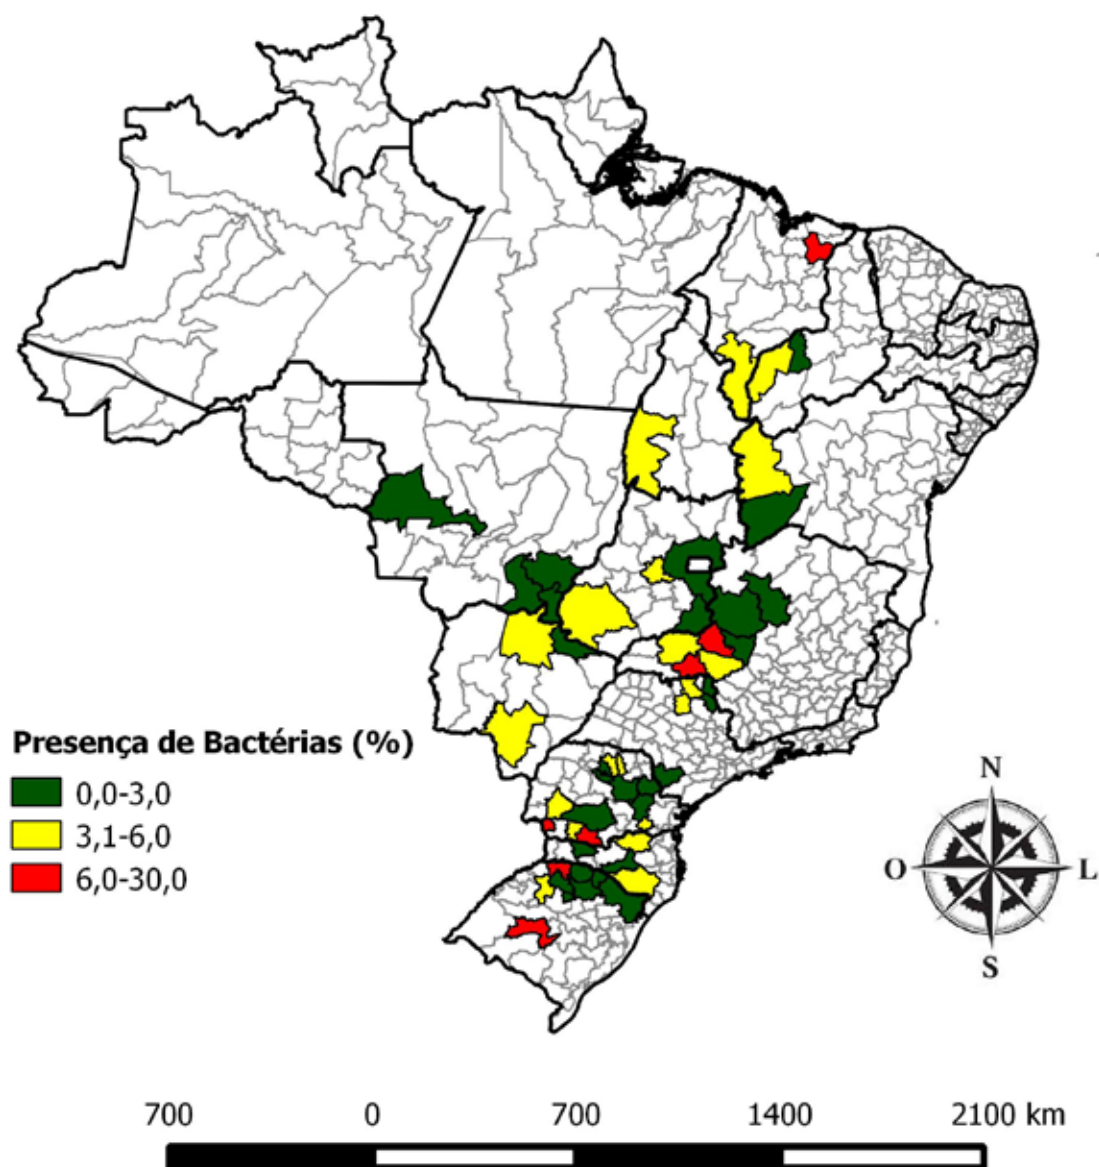 Presença de Bactérias (%)
0,0-3,0
3,1-6,0
6,0-30,0
N
O
L
S
700 0 700 1400 2100 km